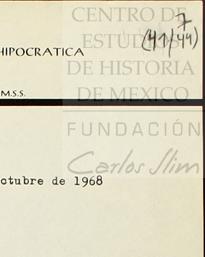 CENTRO DE
ESTUDIOS
7
(41/44)
HIPOCRATICA
DE HISTORIA
DE MEXICO
M.S.S.
FUNDACIÓN
Carlos Slim
ctubre de 1968